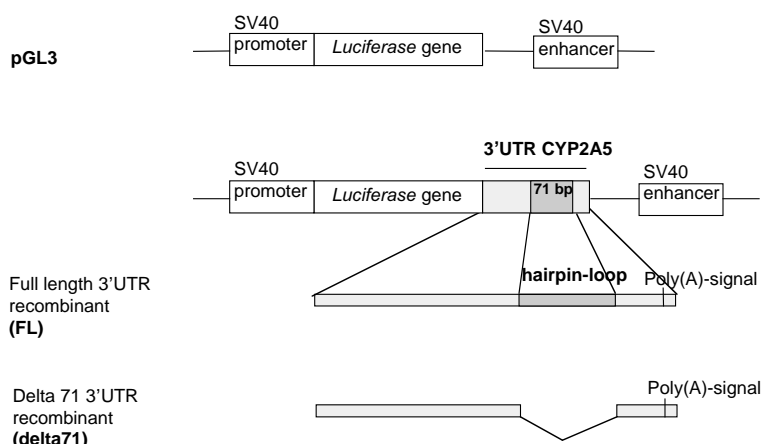 SV40
promoter
Luciferase gene
SV40
enhancer
pGL3
3’UTR CYP2A5
SV40
promoter
Luciferase gene
71 bp
SV40
enhancer
hairpin-loop
Poly(A)-signal
Full length 3’UTR
recombinant
(FL)
Poly(A)-signal
Delta 71 3’UTR
recombinant
(delta71)